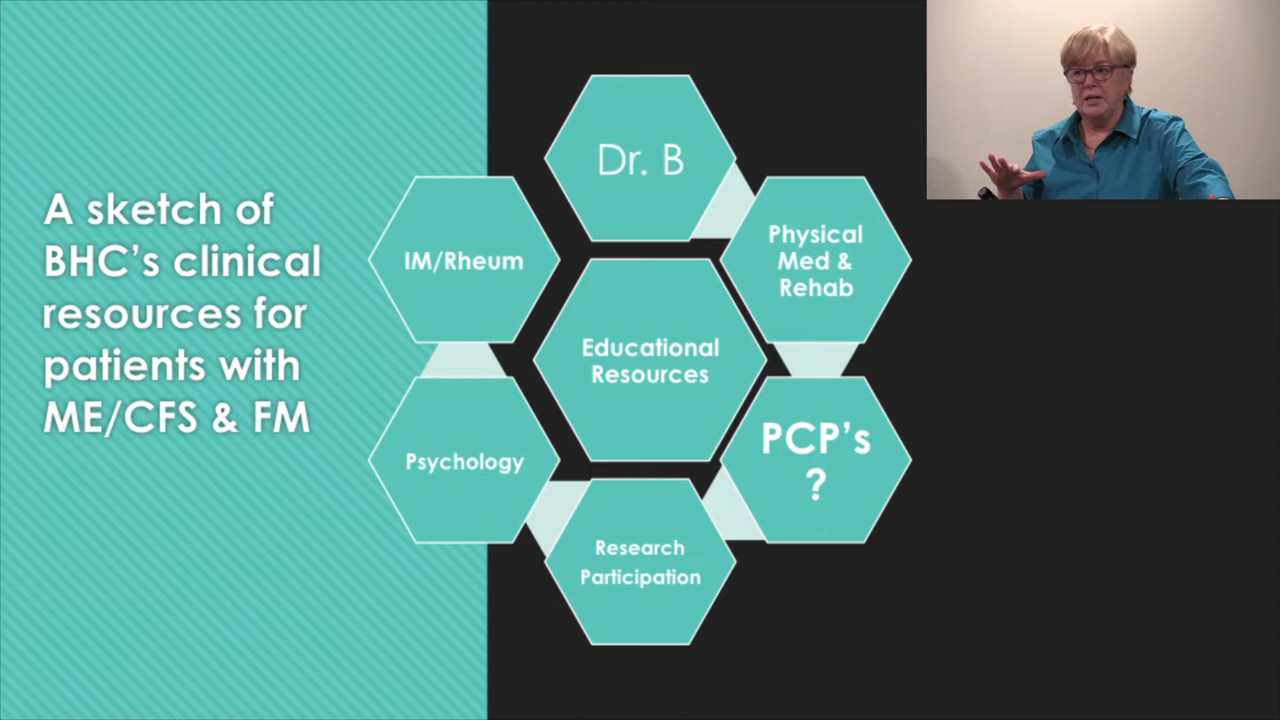 A sketch of
BHC's clinical
resources for
patients with
ME/CFS & FM
Dr. B
Physical
Med &
Rehab
PCP's
?
Research
Participation
Psychology
IM/Rheum
Educational
Resources